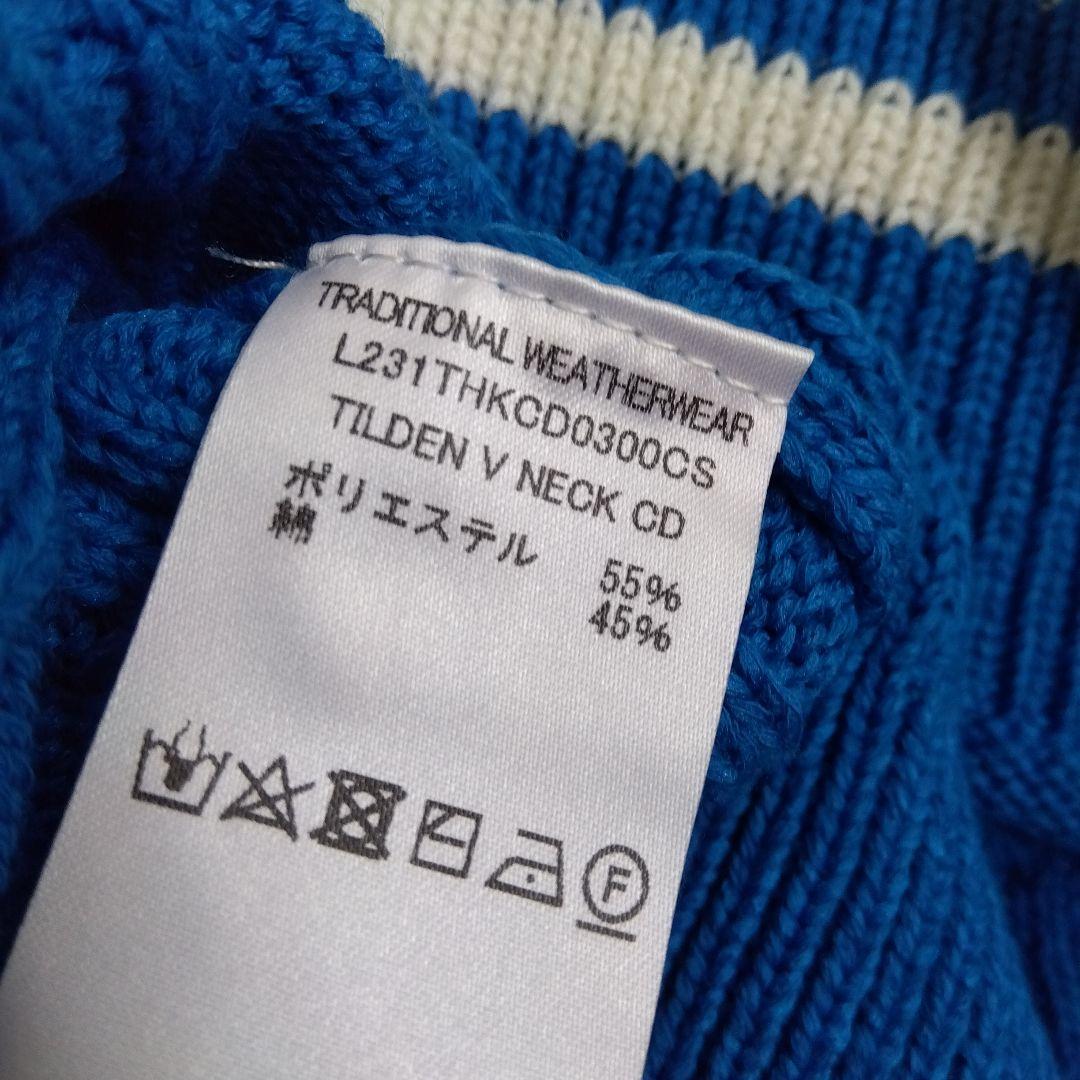 TRADITIONAL WEATHERWEAR
L231THKCD0300CS
TILDEN V NECK CD
ポリエステル 55%
綿 45%
F